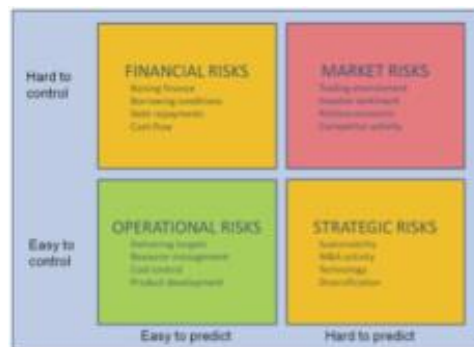 Hard to
control
FINANCIAL RISKS
Raising finance
Borrowing conditions
Debt repayments
Cash flow
MARKET RISKS
Trading environment
Investor sentiment
Competitor activity
Easy to
control
OPERATIONAL RISKS
Delivering targets
Resource management
Cost control
Product development
STRATEGIC RISKS
Sustainability
M&A activity
Technology
Diversification
Easy to predict
Hard to predict